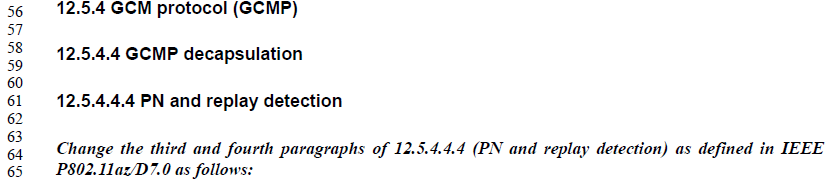 56 12.5.4 GCM protocol (GCMP)
57
58 12.5.4.4 GCMP decapsulation
59
60
61 12.5.4.4.4 PN and replay detection
62
63
64 Change the third and fourth paragraphs of 12.5.4.4.4 (PN and replay detection) as defined in IEEE
65 P802.11az/D7.0 as follows: